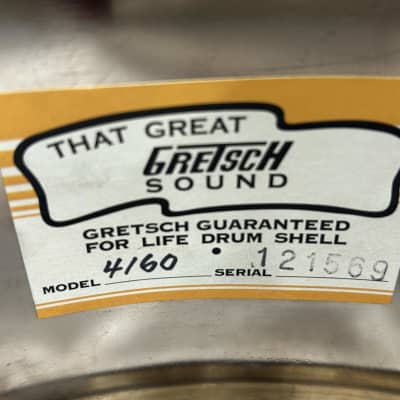 THAT GREAT
GRETSCH
SOUND
GRETSCH GUARANTEED
FOR LIFE DRUM SHELL
MODEL 4160 SERIAL 121569